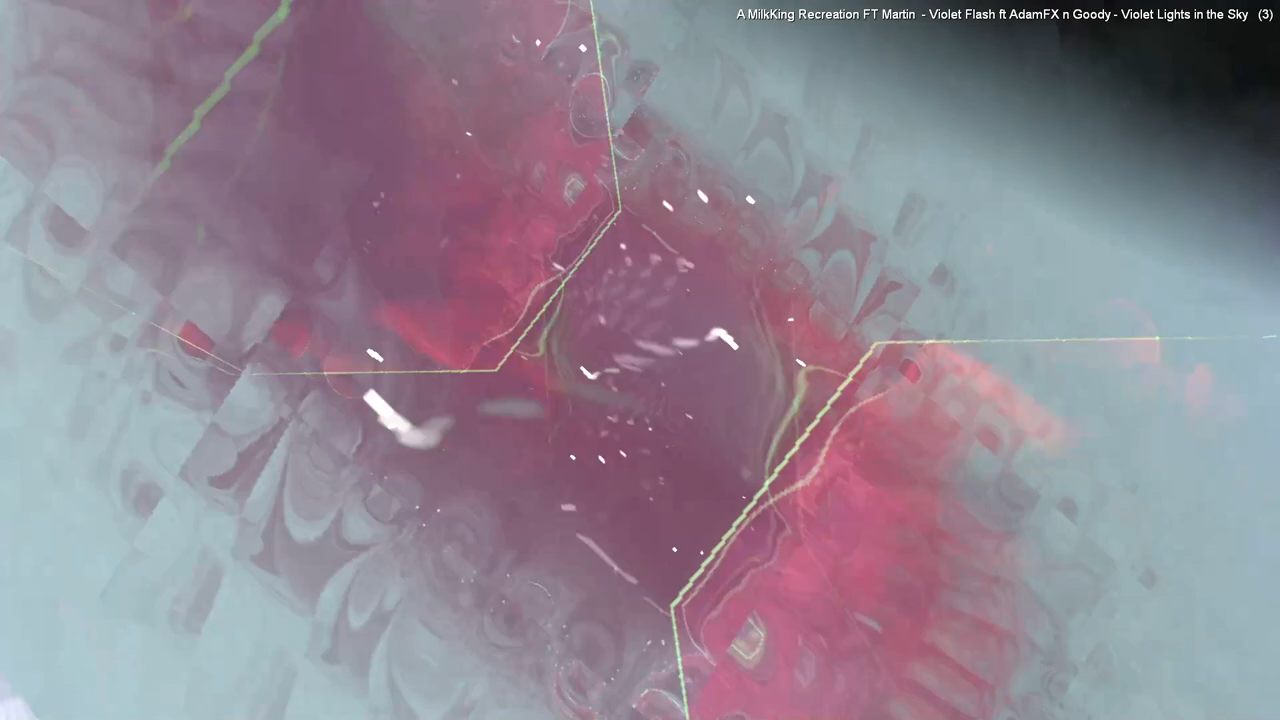 A MilkKing Recreation FT Martin - Violet Flash ft AdamFX n Goody - Violet Lights in the Sky (3)